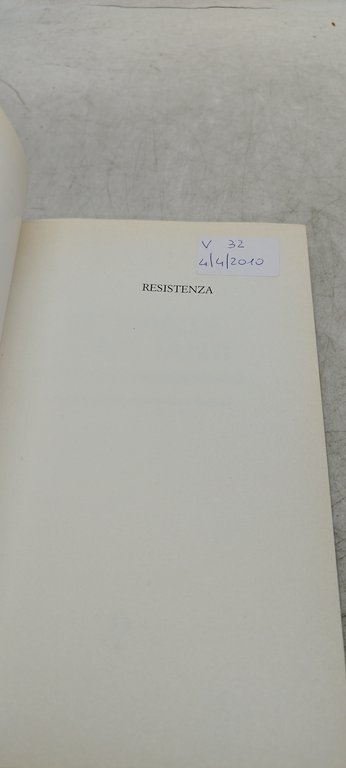 V 32
4/4/2010
RESISTENZA